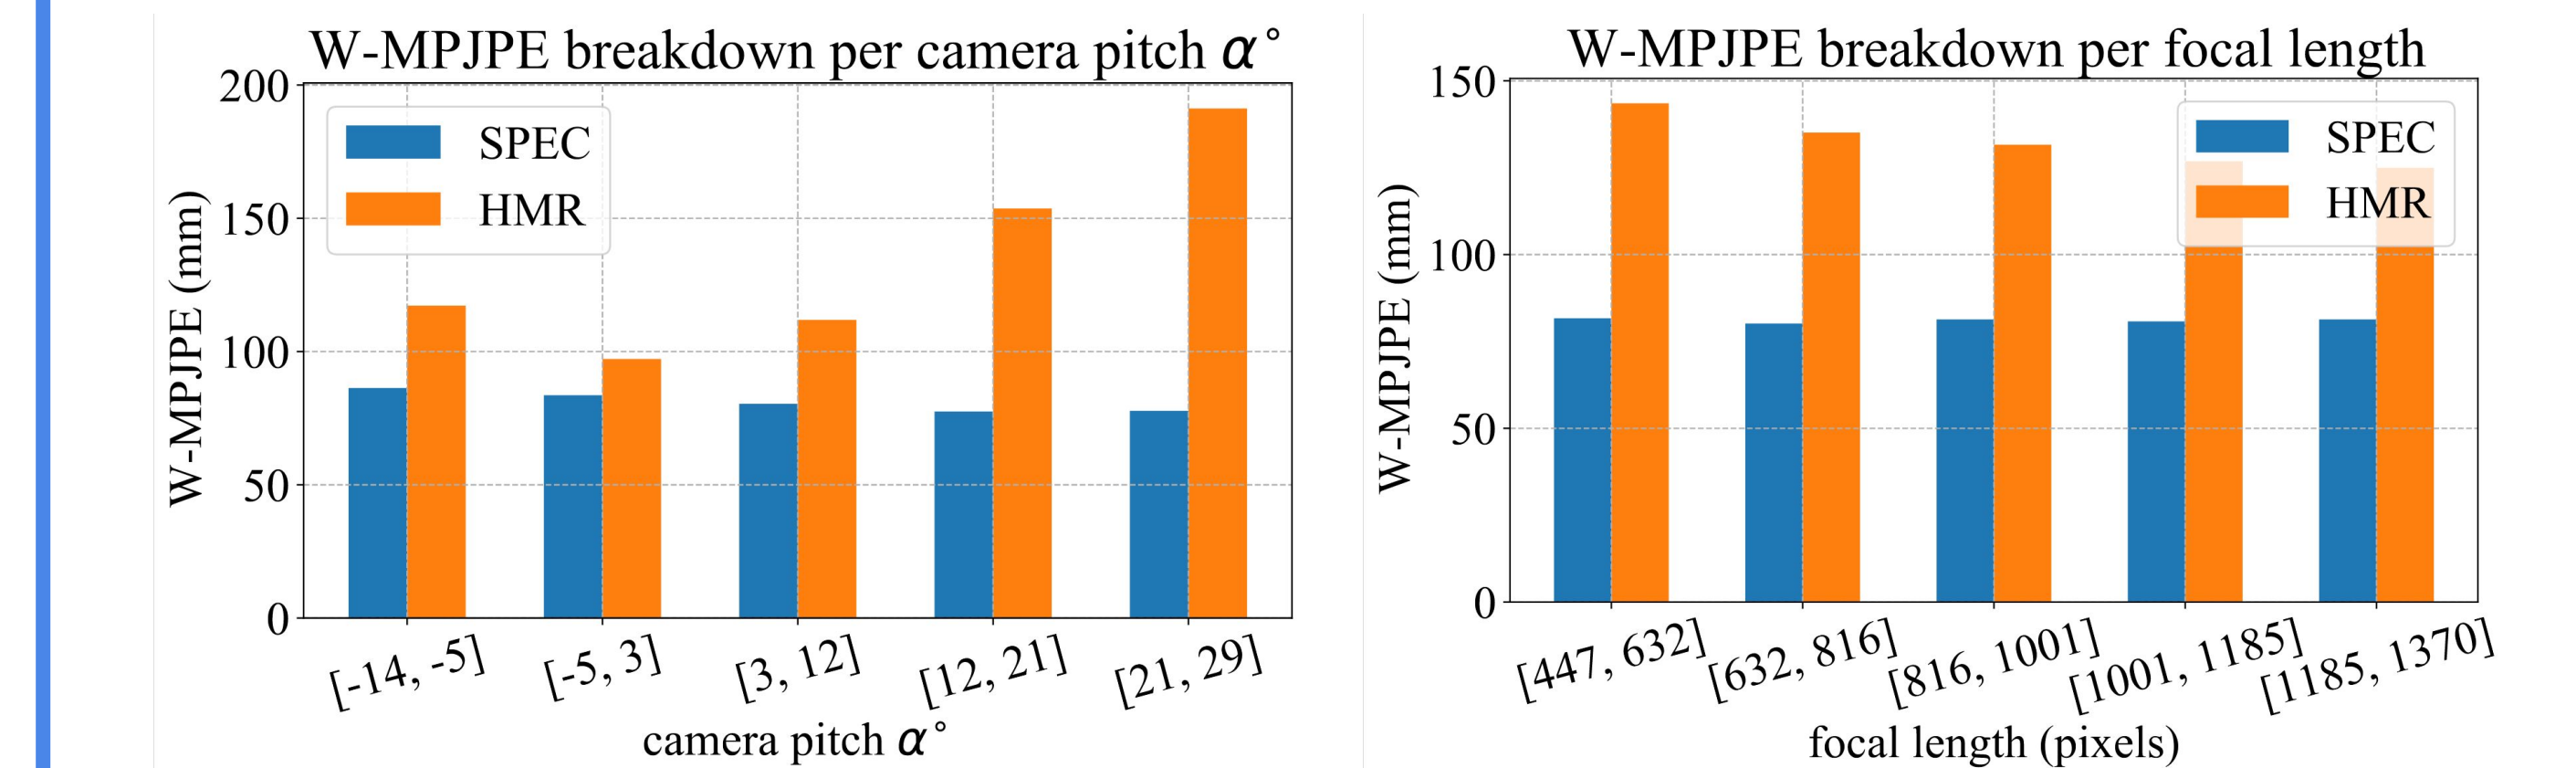 W-MPJPE breakdown per camera pitch α°
200
150
100
50
0
W-MPJPE (mm)
SPEC
HMR
[-14, -5]
[-5, 3]
[3, 12]
[12, 21]
[21, 29]
camera pitch α°
W-MPJPE breakdown per focal length
150
100
50
0
W-MPJPE (mm)
SPEC
HMR
[447, 632]
[632, 816]
[816, 1001]
[1001, 1185]
[1185, 1370]
focal length (pixels)